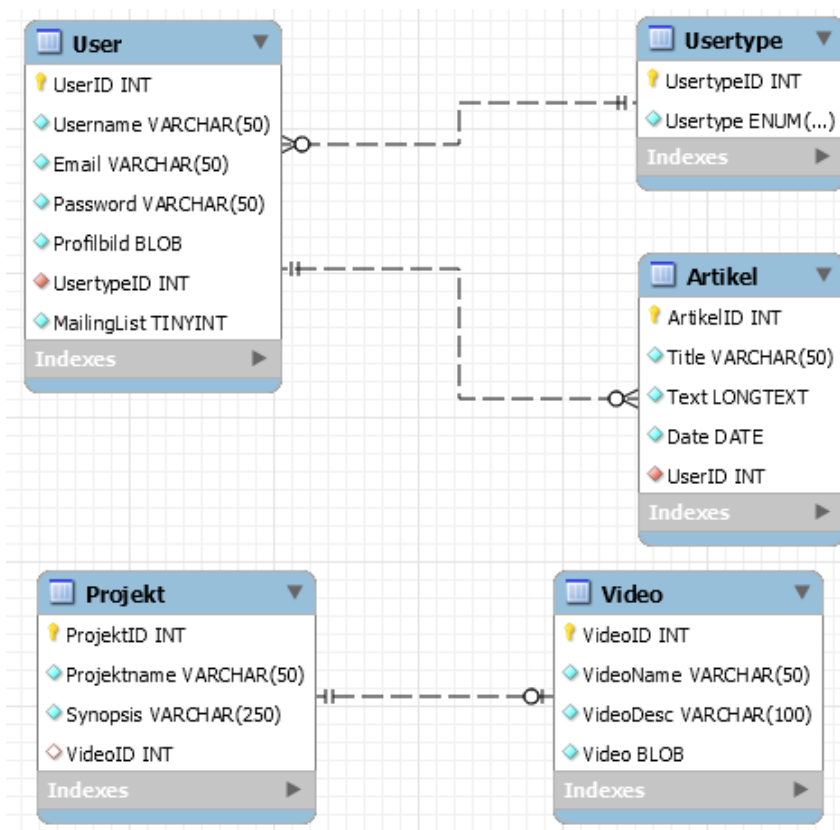 User
UserID INT
Username VARCHAR(50)
Email VARCHAR(50)
Password VARCHAR(50)
Profilbild BLOB
UsertypeID INT
MailingList TINYINT
Indexes
Usertype
UsertypeID INT
Usertype ENUM(...)
Indexes
Artikel
ArtikelID INT
Title VARCHAR(50)
Text LONGTEXT
Date DATE
UserID INT
Indexes
Projekt
ProjektID INT
Projektname VARCHAR(50)
Synopsis VARCHAR(250)
VideoID INT
Indexes
Video
VideoID INT
VideoName VARCHAR(50)
VideoDesc VARCHAR(100)
Video BLOB
Indexes